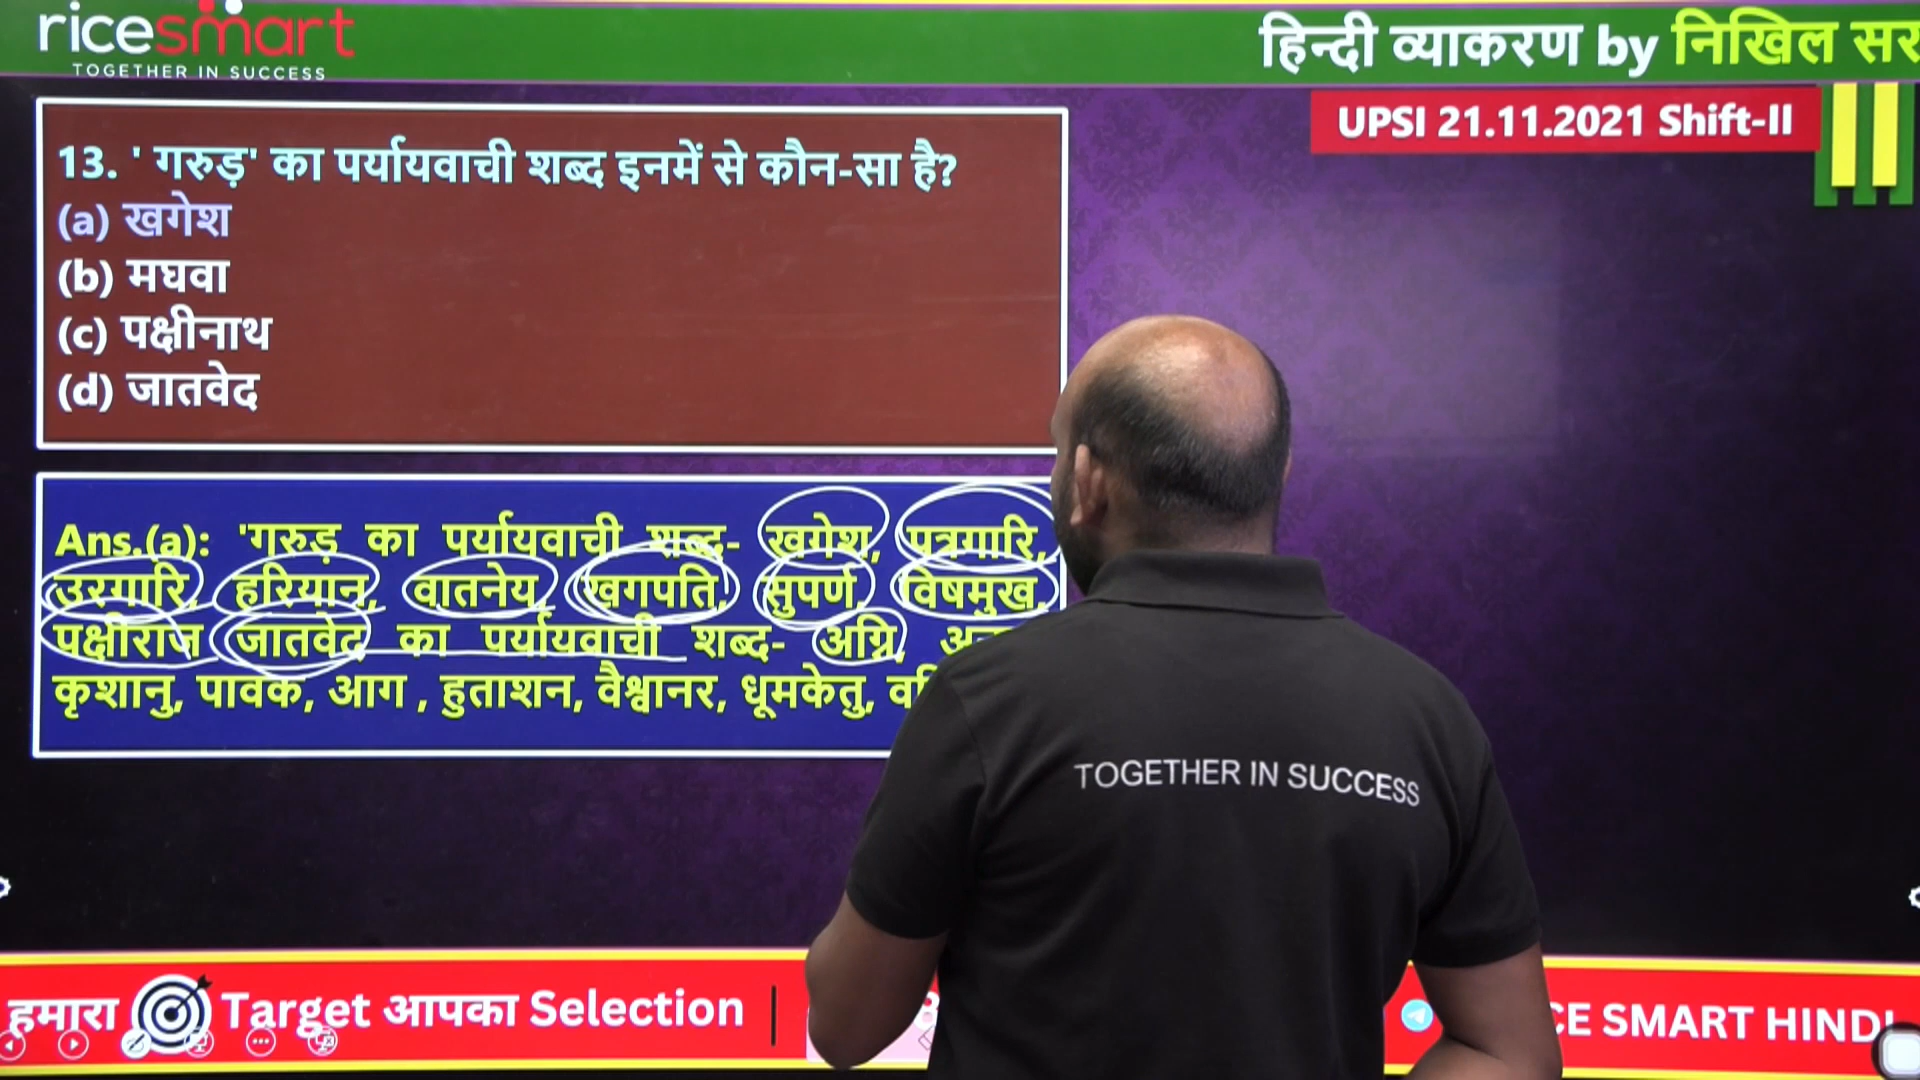 ricesmart
TOGETHER IN SUCCESS
हिन्दी व्याकरण by निखिल सर
UPSI 21.11.2021 Shift-II
13. ' गरुड़' का पर्यायवाची शब्द इनमें से कौन-सा है?
(a) खगेश
(b) मघवा
(c) पक्षीनाथ
(d) जातवेद
Ans.(a): 'गरुड़ का पर्यायवाची शब्द- खगेश, पत्रगारि,
उरगारि, हरियान, वातनेय, खगपति, सुपर्ण, विषमुख,
पक्षीराज जातवेद का पर्यायवाची शब्द- अग्नि,
कृशानु, पावक, आग , हुताशन, वैश्वानर, धूमकेतु,
TOGETHER IN SUCCESS
हमारा Target आपका Selection
SMART HINDI